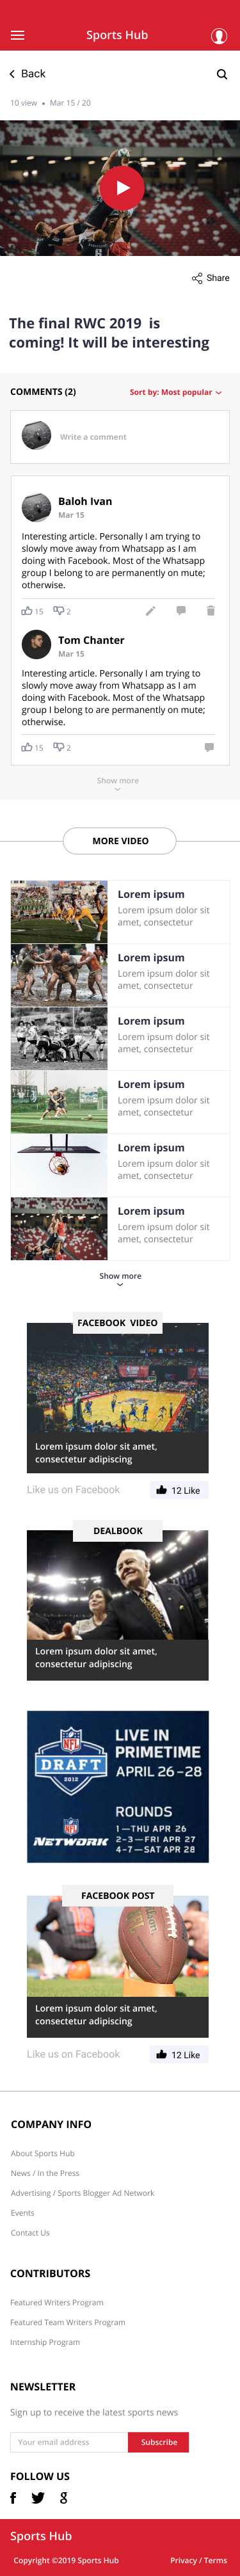 Sports Hub
Back
10 view • Mar 15 / 20
Share
The final RWC 2019 is
coming! It will be interesting
COMMENTS (2)
Sort by: Most popular
Write a comment
Baloh Ivan
Mar 15
Interesting article. Personally I am trying to
slowly move away from Whatsapp as I am
doing with Facebook. Most of the Whatsapp
group I belong to are permanently on mute;
otherwise.
15 2
Tom Chanter
Mar 15
Interesting article. Personally I am trying to
slowly move away from Whatsapp as I am
doing with Facebook. Most of the Whatsapp
group I belong to are permanently on mute;
otherwise.
15 2
Show more
MORE VIDEO
Lorem ipsum
Lorem ipsum dolor sit
amet, consectetur
Lorem ipsum
Lorem ipsum dolor sit
amet, consectetur
Lorem ipsum
Lorem ipsum dolor sit
amet, consectetur
Lorem ipsum
Lorem ipsum dolor sit
amet, consectetur
Lorem ipsum
Lorem ipsum dolor sit
amet, consectetur
Lorem ipsum
Lorem ipsum dolor sit
amet, consectetur
Show more
FACEBOOK VIDEO
Lorem ipsum dolor sit amet,
consectetur adipiscing
Like us on Facebook
12 Like
DEALBOOK
Lorem ipsum dolor sit amet,
consectetur adipiscing
NFL
DRAFT
2012
NFL
NETWORK
LIVE IN
PRIMETIME
APRIL 26-28
ROUNDS
1—THU APR 26
2-3—FRI APR 27
4-7—SAT APR 28
FACEBOOK POST
Lorem ipsum dolor sit amet,
consectetur adipiscing
Like us on Facebook
12 Like
COMPANY INFO
About Sports Hub
News / In the Press
Advertising / Sports Blogger Ad Network
Events
Contact Us
CONTRIBUTORS
Featured Writers Program
Featured Team Writers Program
Internship Program
NEWSLETTER
Sign up to receive the latest sports news
Your email address
Subscribe
FOLLOW US
Sports Hub
Copyright ©2019 Sports Hub
Privacy / Terms